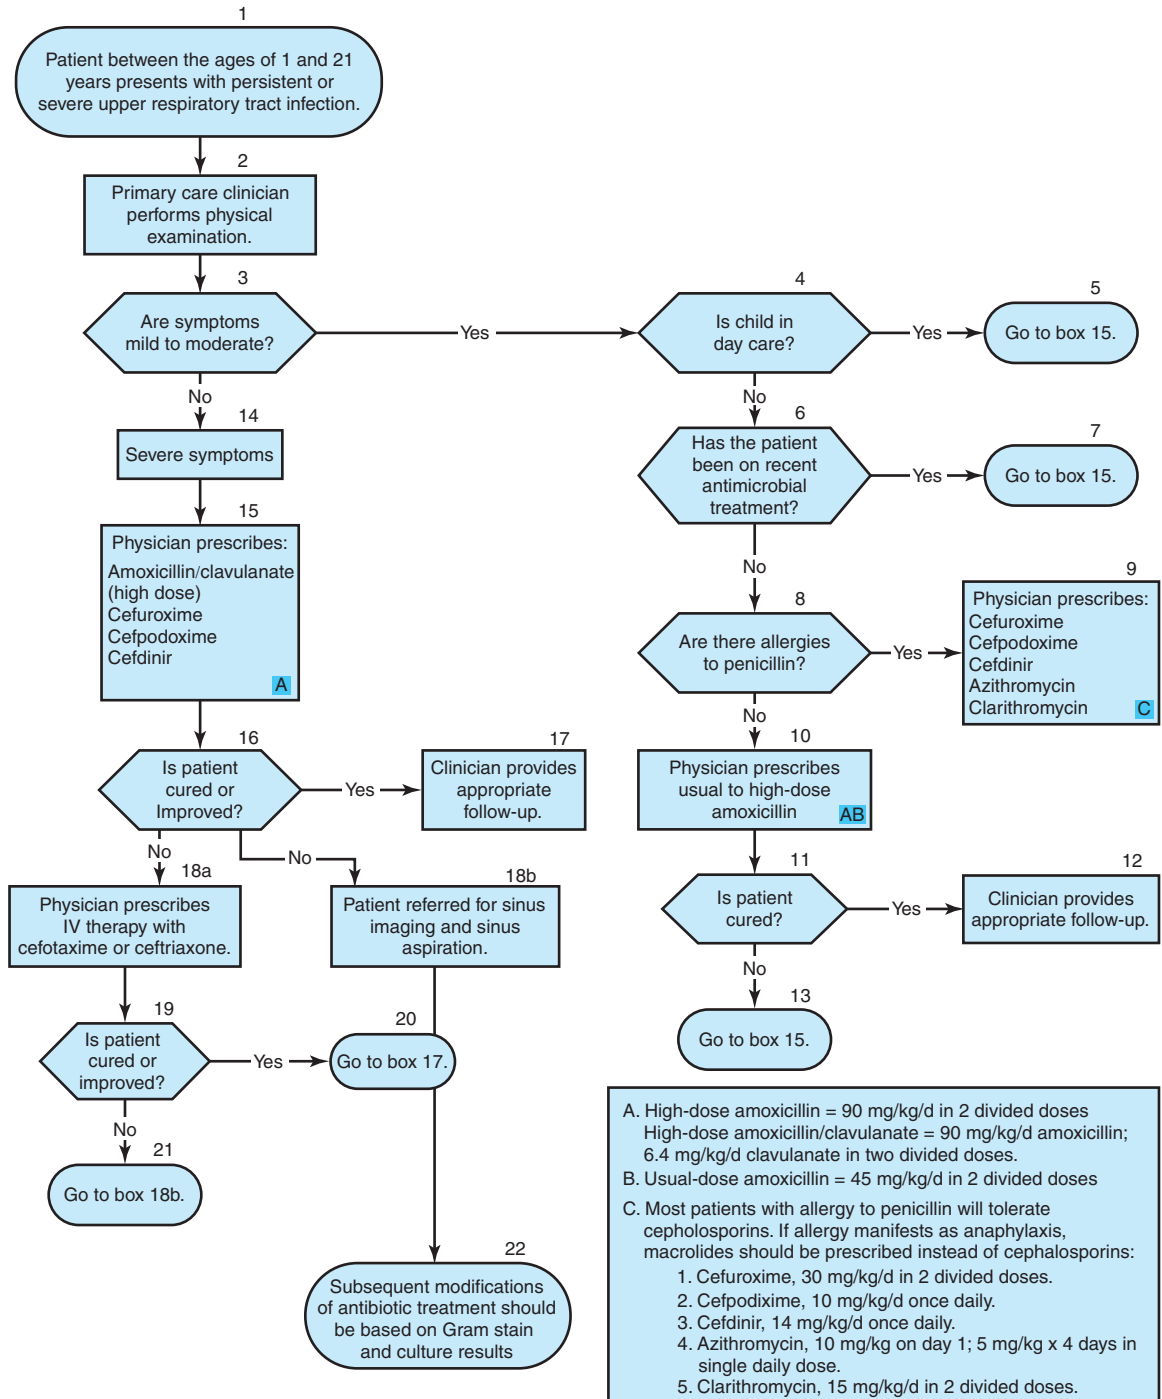 1
Patient between the ages of 1 and 21
years presents with persistent or
severe upper respiratory tract infection.
2
Primary care clinician
performs physical
examination.
3
Are symptoms
mild to moderate?
Yes
4
Is child in
day care?
Yes
5
Go to box 15.
No
6
Has the patient
been on recent
antimicrobial
treatment?
Yes
7
Go to box 15.
No
8
Are there allergies
to penicillin?
Yes
9
Physician prescribes:
Cefuroxime
Cefpodoxime
Cefdinir
Azithromycin
Clarithromycin
C
No
10
Physician prescribes
usual to high-dose
amoxicillin
AB
11
Is patient
cured?
Yes
12
Clinician provides
appropriate follow-up.
No
13
Go to box 15.
No
14
Severe symptoms
15
Physician prescribes:
Amoxicillin/clavulanate
(high dose)
Cefuroxime
Cefpodoxime
Cefdinir
A
16
Is patient
cured or
Improved?
Yes
17
Clinician provides
appropriate
follow-up.
No
18a
Physician prescribes
IV therapy with
cefotaxime or ceftriaxone.
No
18b
Patient referred for sinus
imaging and sinus
aspiration.
19
Is patient
cured or
improved?
Yes
20
Go to box 17.
No
21
Go to box 18b.
22
Subsequent modifications
of antibiotic treatment should
be based on Gram stain
and culture results
A. High-dose amoxicillin = 90 mg/kg/d in 2 divided doses
High-dose amoxicillin/clavulanate = 90 mg/kg/d amoxicillin;
6.4 mg/kg/d clavulanate in two divided doses.
B. Usual-dose amoxicillin = 45 mg/kg/d in 2 divided doses
C. Most patients with allergy to penicillin will tolerate
cepholosporins. If allergy manifests as anaphylaxis,
macrolides should be prescribed instead of cephalosporins:
1. Cefuroxime, 30 mg/kg/d in 2 divided doses.
2. Cefpodixime, 10 mg/kg/d once daily.
3. Cefdinir, 14 mg/kg/d once daily.
4. Azithromycin, 10 mg/kg on day 1; 5 mg/kg x 4 days in
single daily dose.
5. Clarithromycin, 15 mg/kg/d in 2 divided doses.